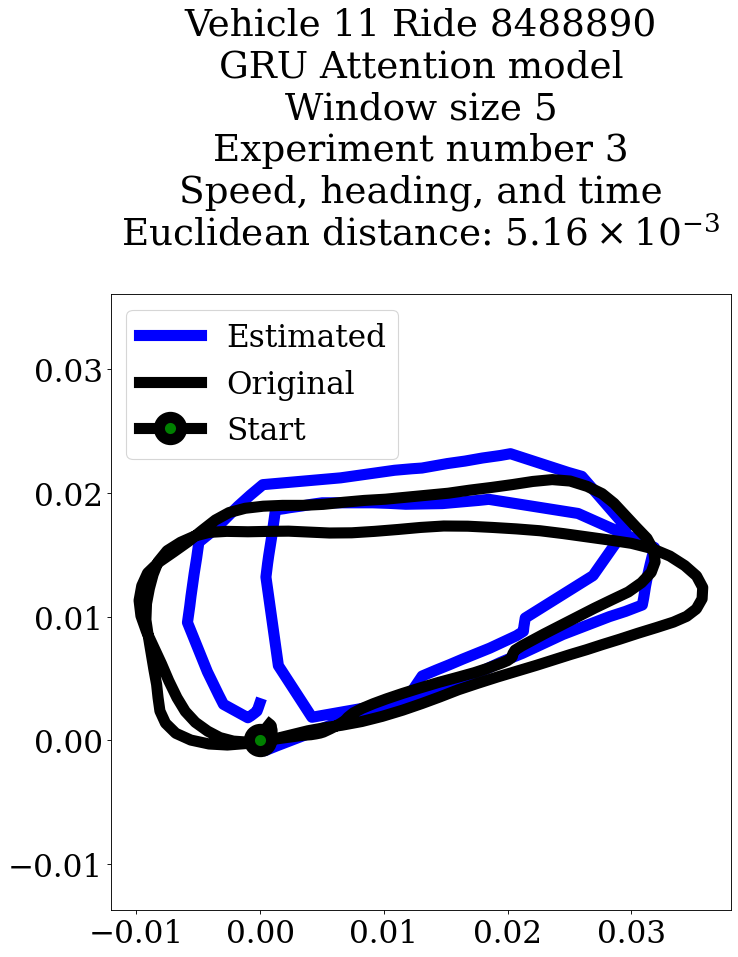 Vehicle 11 Ride 8488890
GRU Attention model
Window size 5
Experiment number 3
Speed, heading, and time
Euclidean distance: 5.16 × 10⁻³
Estimated
Original
Start
0.03
0.02
0.01
0.00
−0.01
−0.01 0.00 0.01 0.02 0.03